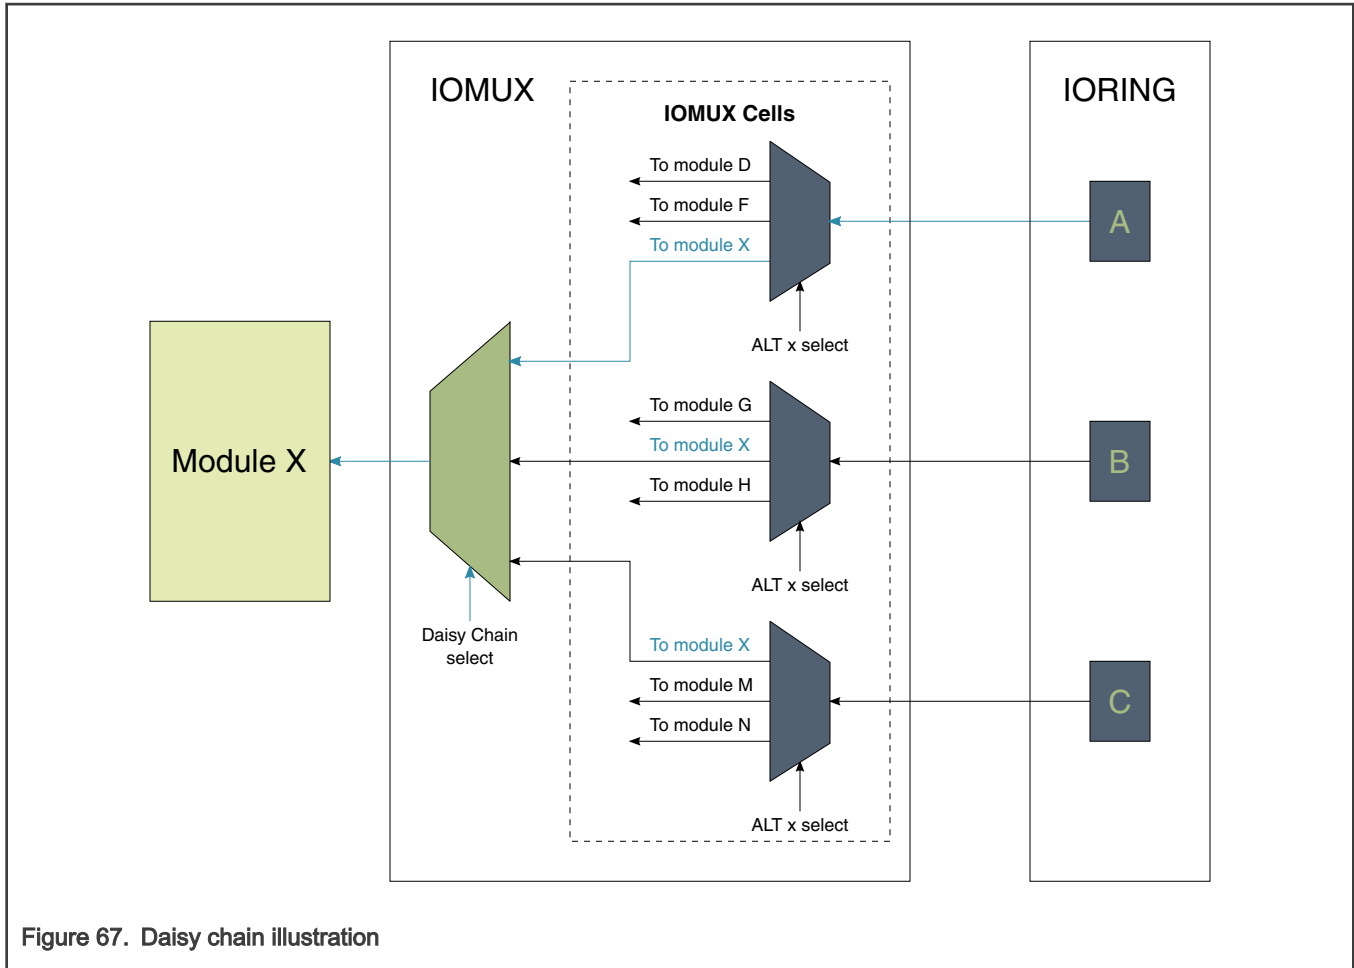 IOMUX
IORING
IOMUX Cells
To module D
To module F
To module X
A
ALT x select
To module G
To module X
To module H
B
ALT x select
Module X
Daisy Chain
select
To module X
To module M
To module N
C
ALT x select
Figure 67. Daisy chain illustration